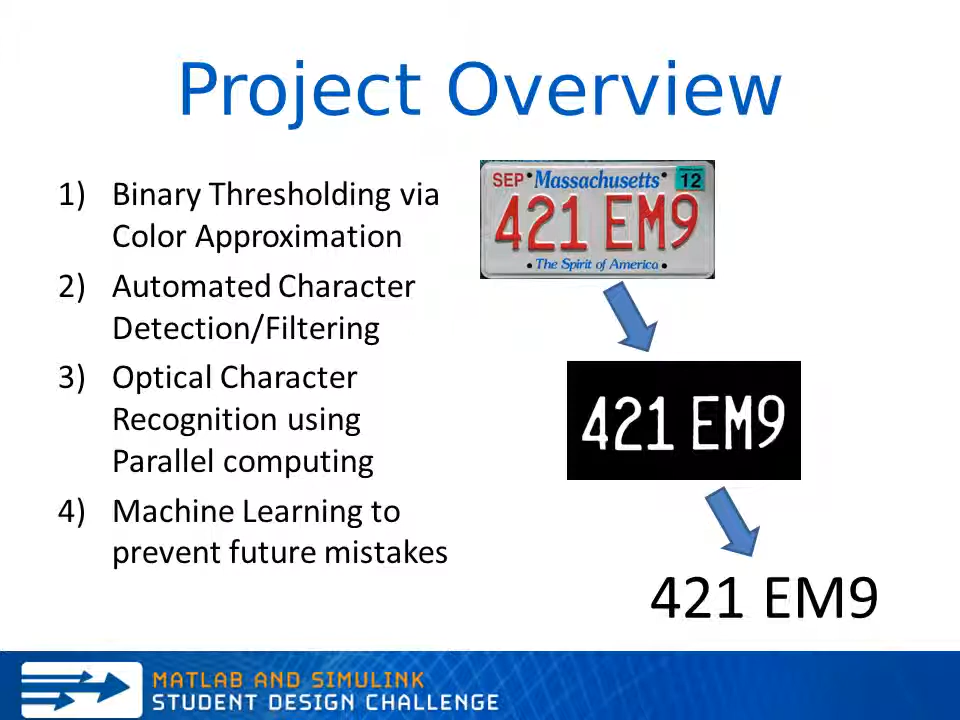 Project Overview
1) Binary Thresholding via
Color Approximation
2) Automated Character
Detection/Filtering
3) Optical Character
Recognition using
Parallel computing
4) Machine Learning to
prevent future mistakes
SEP Massachusetts 12
421 EM9
The Spirit of America
421 EM9
421 EM9
MATLAB AND SIMULINK
STUDENT DESIGN CHALLENGE